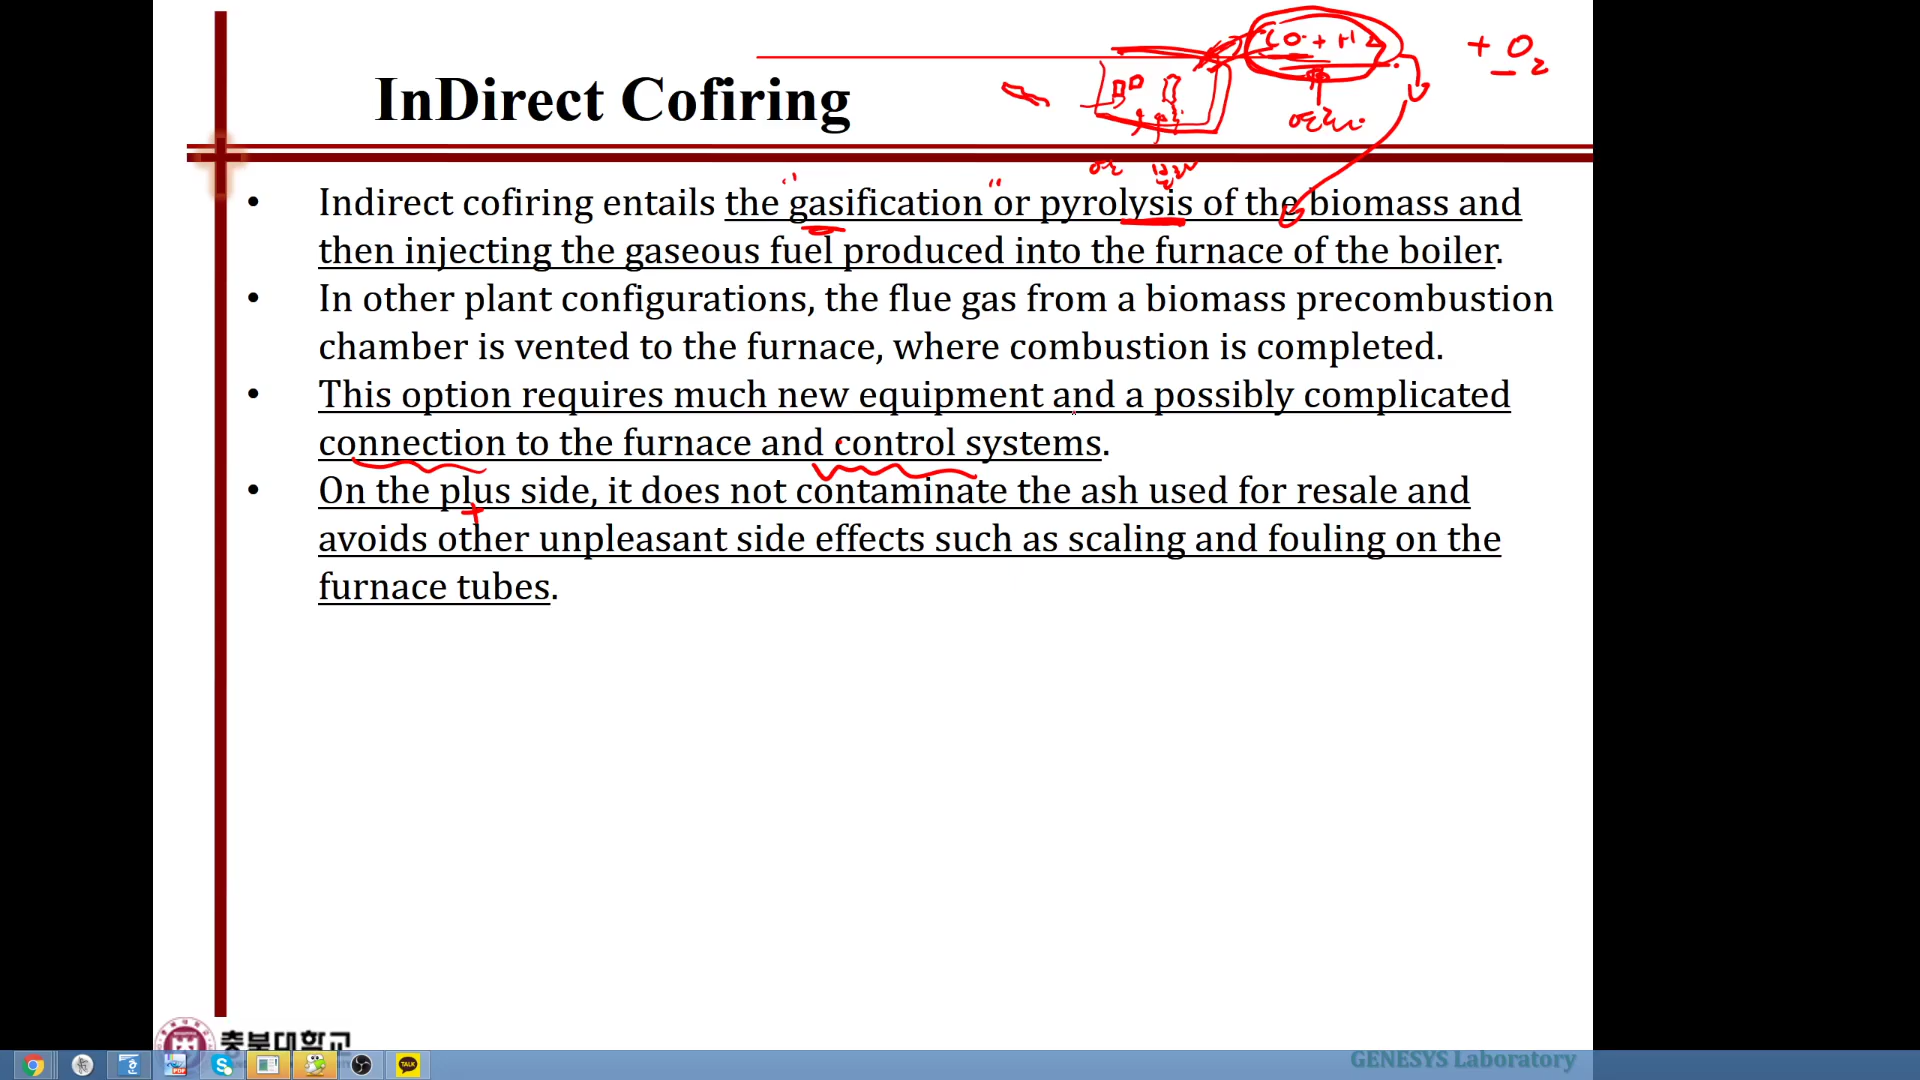 CO + H2
+ O2
InDirect Cofiring
• Indirect cofiring entails the "gasification" or pyrolysis of the biomass and
then injecting the gaseous fuel produced into the furnace of the boiler.
• In other plant configurations, the flue gas from a biomass precombustion
chamber is vented to the furnace, where combustion is completed.
• This option requires much new equipment and a possibly complicated
connection to the furnace and control systems.
• On the plus side, it does not contaminate the ash used for resale and
+
avoids other unpleasant side effects such as scaling and fouling on the
furnace tubes.
충북대학교
GENESYS Laboratory
TALK